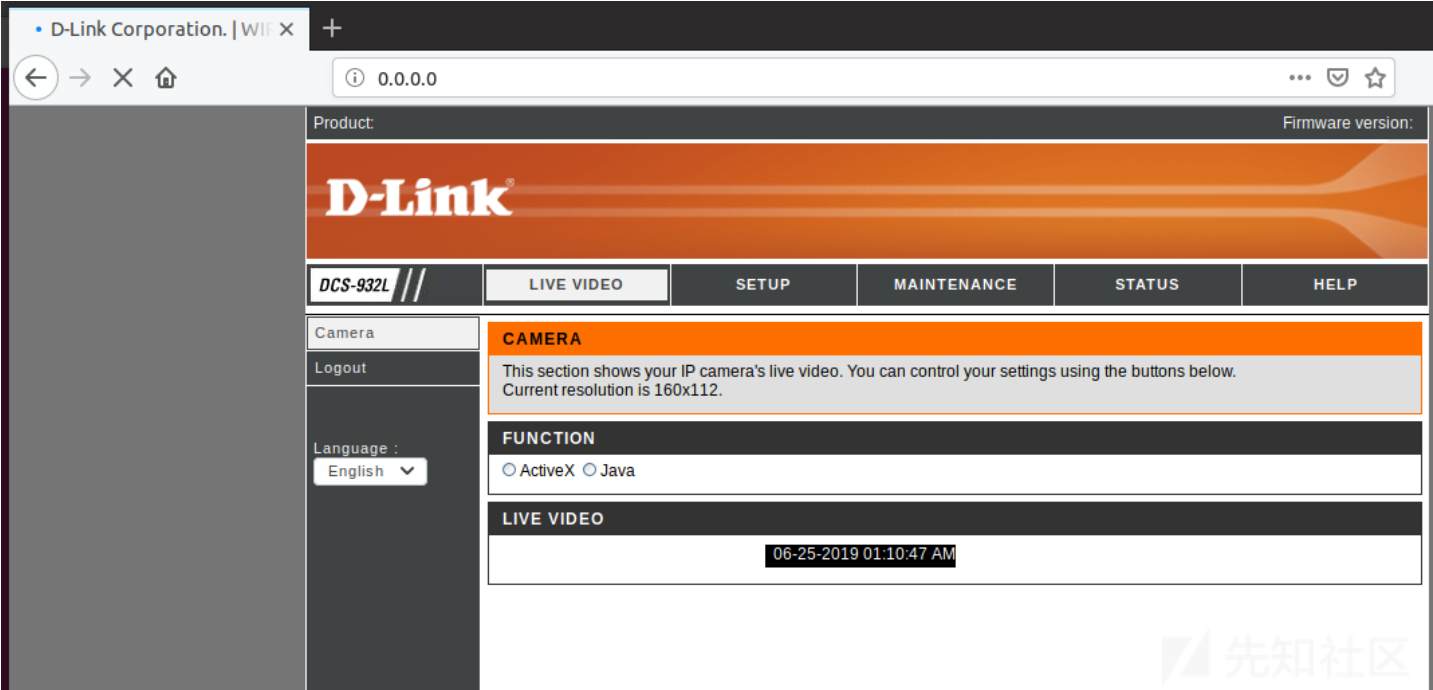 D-Link Corporation. | WIF
0.0.0.0
Product: Firmware version:
D-Link®
DCS-932L LIVE VIDEO SETUP MAINTENANCE STATUS HELP
Camera
Logout
Language :
English
CAMERA
This section shows your IP camera's live video. You can control your settings using the buttons below.
Current resolution is 160x112.
FUNCTION
ActiveX Java
LIVE VIDEO
06-25-2019 01:10:47 AM
先知社区